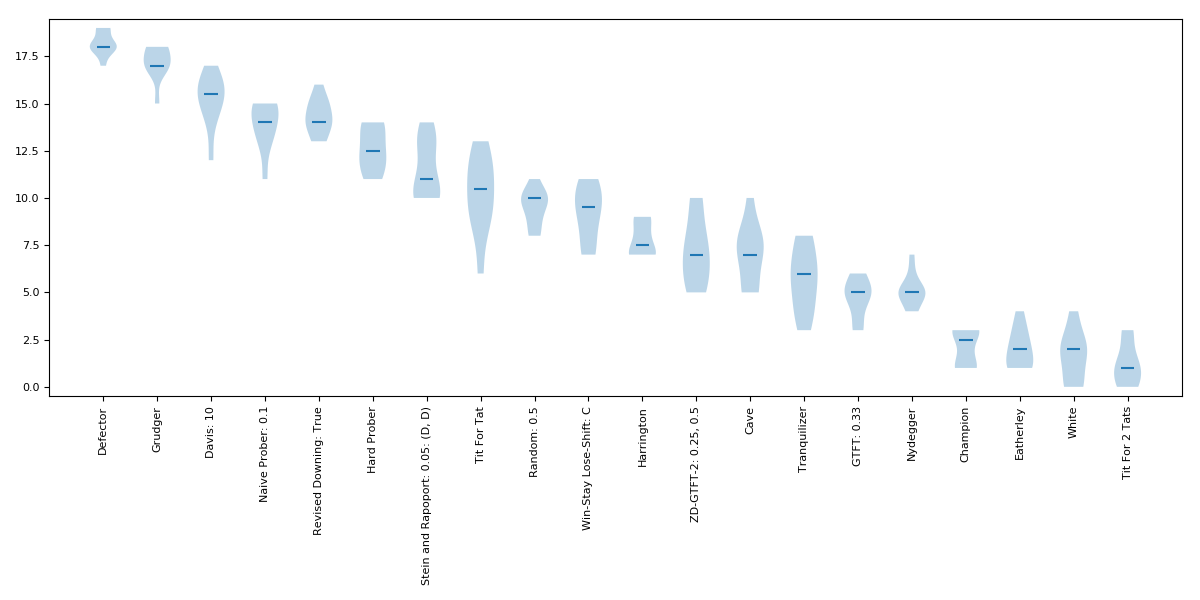 17.5
15.0
12.5
10.0
7.5
5.0
2.5
0.0
Defector
Grudger
Davis: 10
Naive Prober: 0.1
Revised Downing: True
Hard Prober
Stein and Rapoport: 0.05: (D, D)
Tit For Tat
Random: 0.5
Win-Stay Lose-Shift: C
Harrington
ZD-GTFT-2: 0.25, 0.5
Cave
Tranquilizer
GTFT: 0.33
Nydegger
Champion
Eatherley
White
Tit For 2 Tats